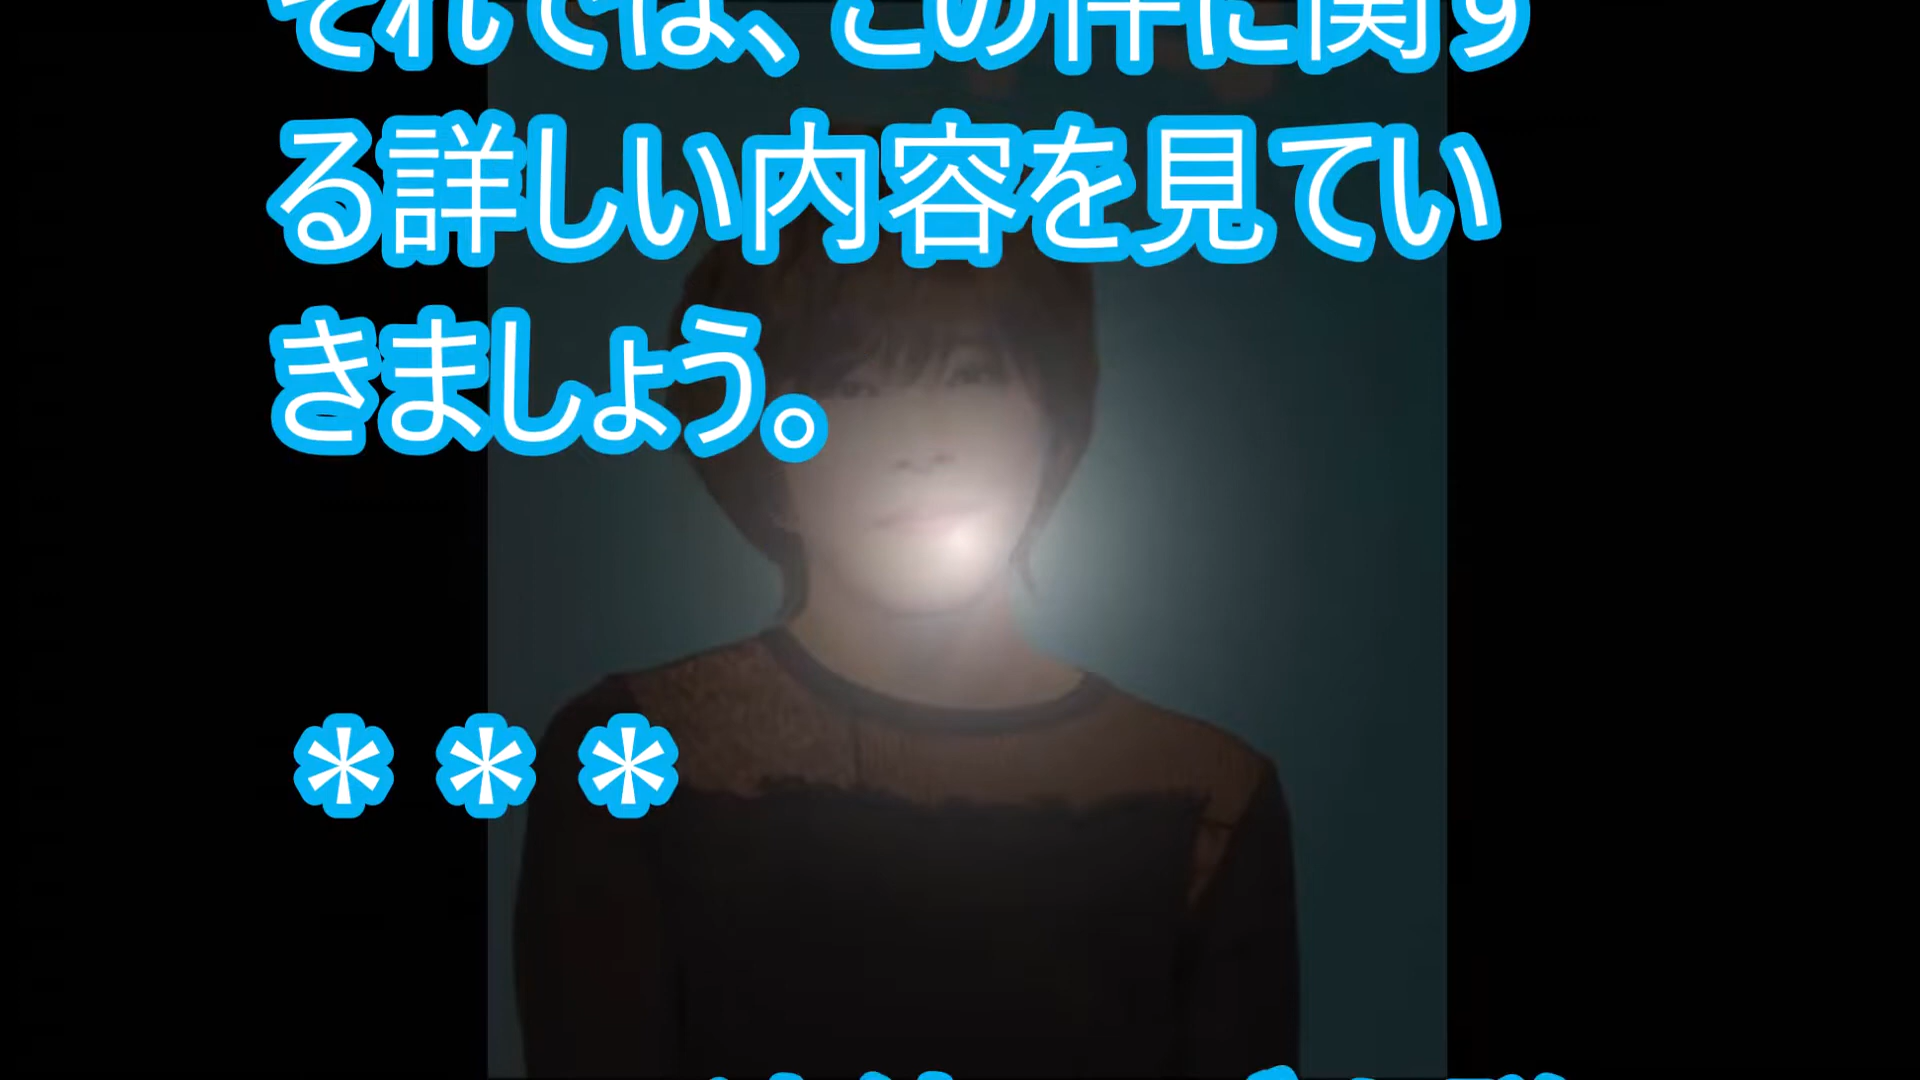 それでは、この件に関す
る詳しい内容を見てい
きましょう。
＊＊＊